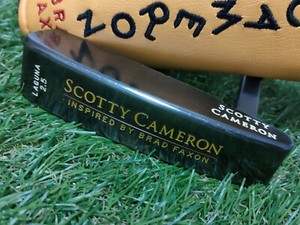 SCOTTY CAMERON
INSPIRED BY BRAD FAXON
LAGUNA
2.5
SCOTTY
CAMERON